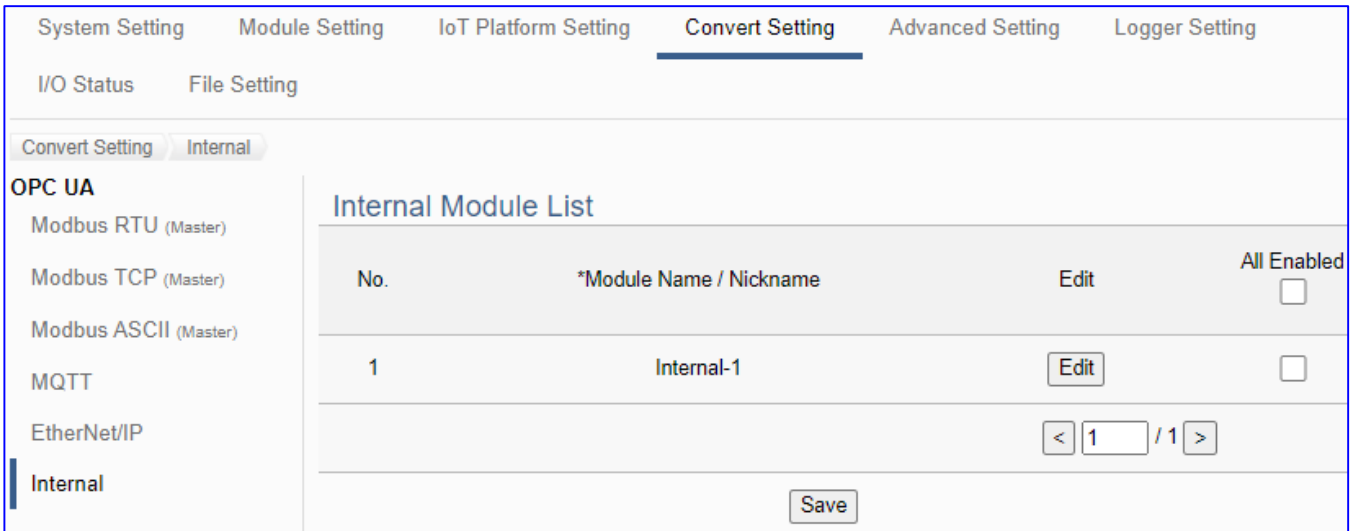 System Setting Module Setting IoT Platform Setting Convert Setting Advanced Setting Logger Setting
I/O Status File Setting
Convert Setting Internal
OPC UA
Modbus RTU (Master)
Modbus TCP (Master)
Modbus ASCII (Master)
MQTT
EtherNet/IP
Internal
Internal Module List
No. *Module Name / Nickname Edit All Enabled
1 Internal-1 Edit
< 1 / 1 >
Save